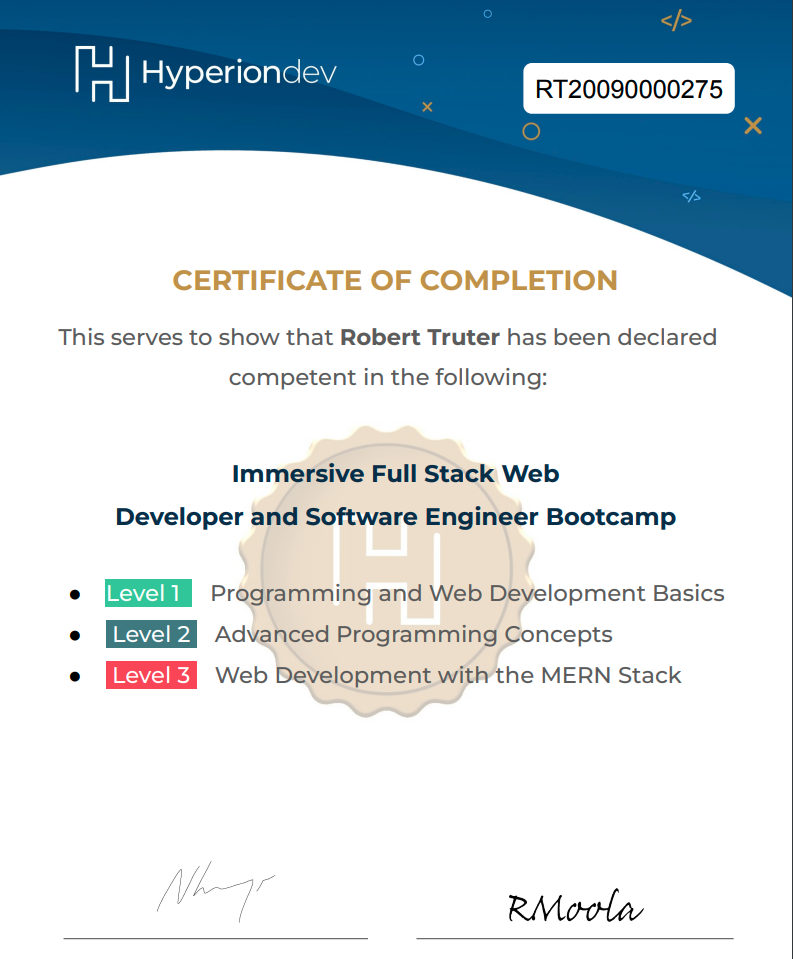 Hyperiondev
RT20090000275
CERTIFICATE OF COMPLETION
This serves to show that Robert Truter has been declared
competent in the following:
Immersive Full Stack Web
Developer and Software Engineer Bootcamp
● Level 1 Programming and Web Development Basics
● Level 2 Advanced Programming Concepts
● Level 3 Web Development with the MERN Stack
RMoola